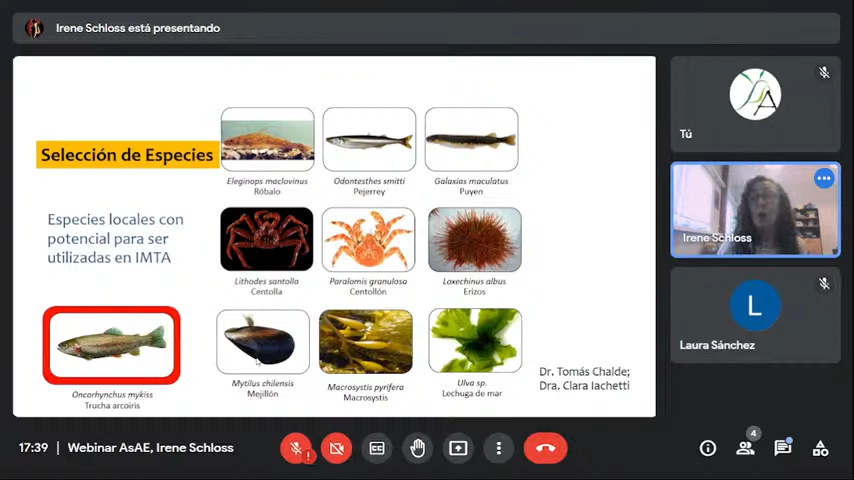 Irene Schloss está presentando
Selección de Especies
Especies locales con
potencial para ser
utilizadas en IMTA
Eleginops maclovinus
Róbalo
Odontesthes smitti
Pejerrey
Galaxias maculatus
Puyen
Lithodes santolla
Centolla
Paralomis granulosa
Centollón
Loxechinus albus
Erizos
Oncorhynchus mykiss
Trucha arcoiris
Mytilus chilensis
Mejillón
Macrosystis pyrifera
Macrosystis
Ulva sp.
Lechuga de mar
Dr. Tomás Chalde;
Dra. Clara Iachetti
Tú
Irene Schloss
L
Laura Sánchez
17:39 | Webinar AsAE, Irene Schloss
4